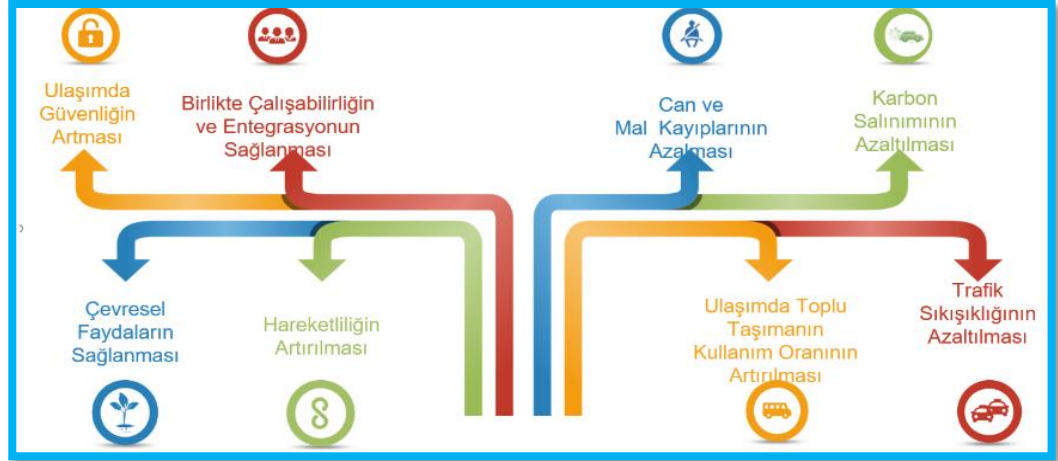 Ulaşımda
Güvenliğin
Artması
Birlikte Çalışabilirliğin
ve Entegrasyonun
Sağlanması
Can ve
Mal Kayıplarının
Azalması
Karbon
Salınımının
Azaltılması
Çevresel
Faydaların
Sağlanması
Hareketliliğin
Artırılması
Ulaşımda Toplu
Taşımanın
Kullanım Oranının
Artırılması
Trafik
Sıkışıklığının
Azaltılması